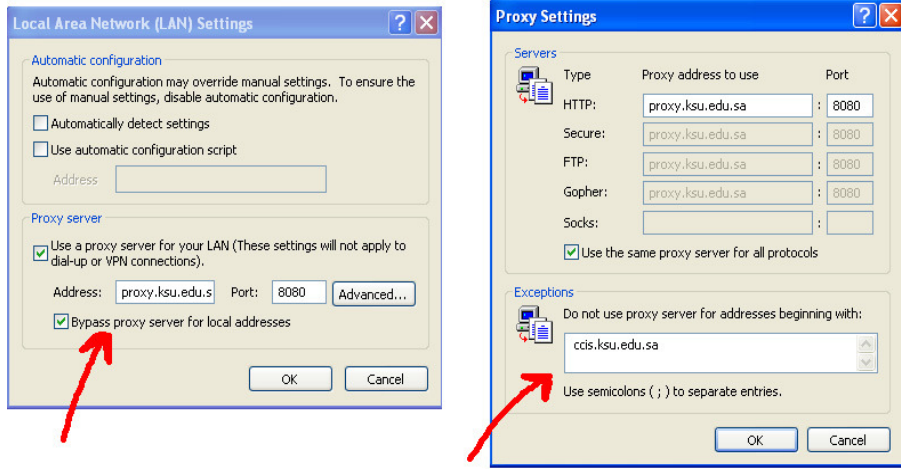 Local Area Network (LAN) Settings
Automatic configuration
Automatic configuration may override manual settings. To ensure the
use of manual settings, disable automatic configuration.
Automatically detect settings
Use automatic configuration script
Address
Proxy server
Use a proxy server for your LAN (These settings will not apply to
dial-up or VPN connections).
Address: proxy.ksu.edu.s Port: 8080 Advanced...
Bypass proxy server for local addresses
OK Cancel
Proxy Settings
Servers
Type Proxy address to use Port
HTTP: proxy.ksu.edu.sa : 8080
Secure: proxy.ksu.edu.sa : 8080
FTP: proxy.ksu.edu.sa : 8080
Gopher: proxy.ksu.edu.sa : 8080
Socks: :
Use the same proxy server for all protocols
Exceptions
Do not use proxy server for addresses beginning with:
ccis.ksu.edu.sa
Use semicolons ( ; ) to separate entries.
OK Cancel